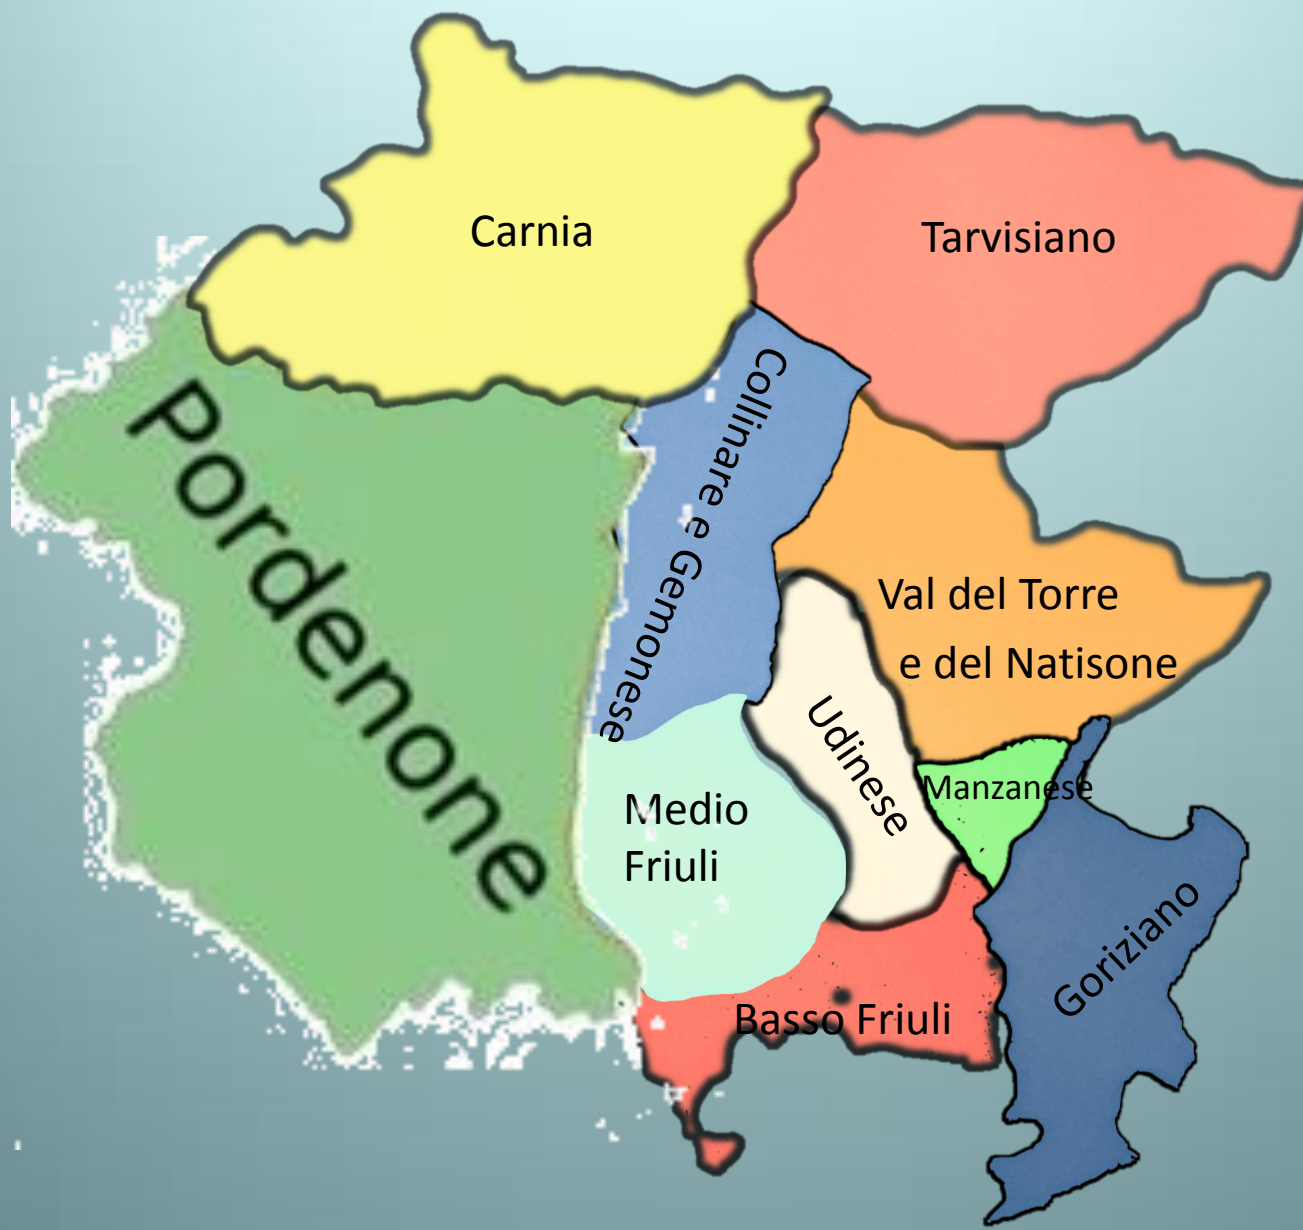 Carnia
Tarvisiano
Pordenone
Collinare e Gemonese
Val del Torre
e del Natisone
Udinese
Manzanese
Medio
Friuli
Goriziano
Basso Friuli